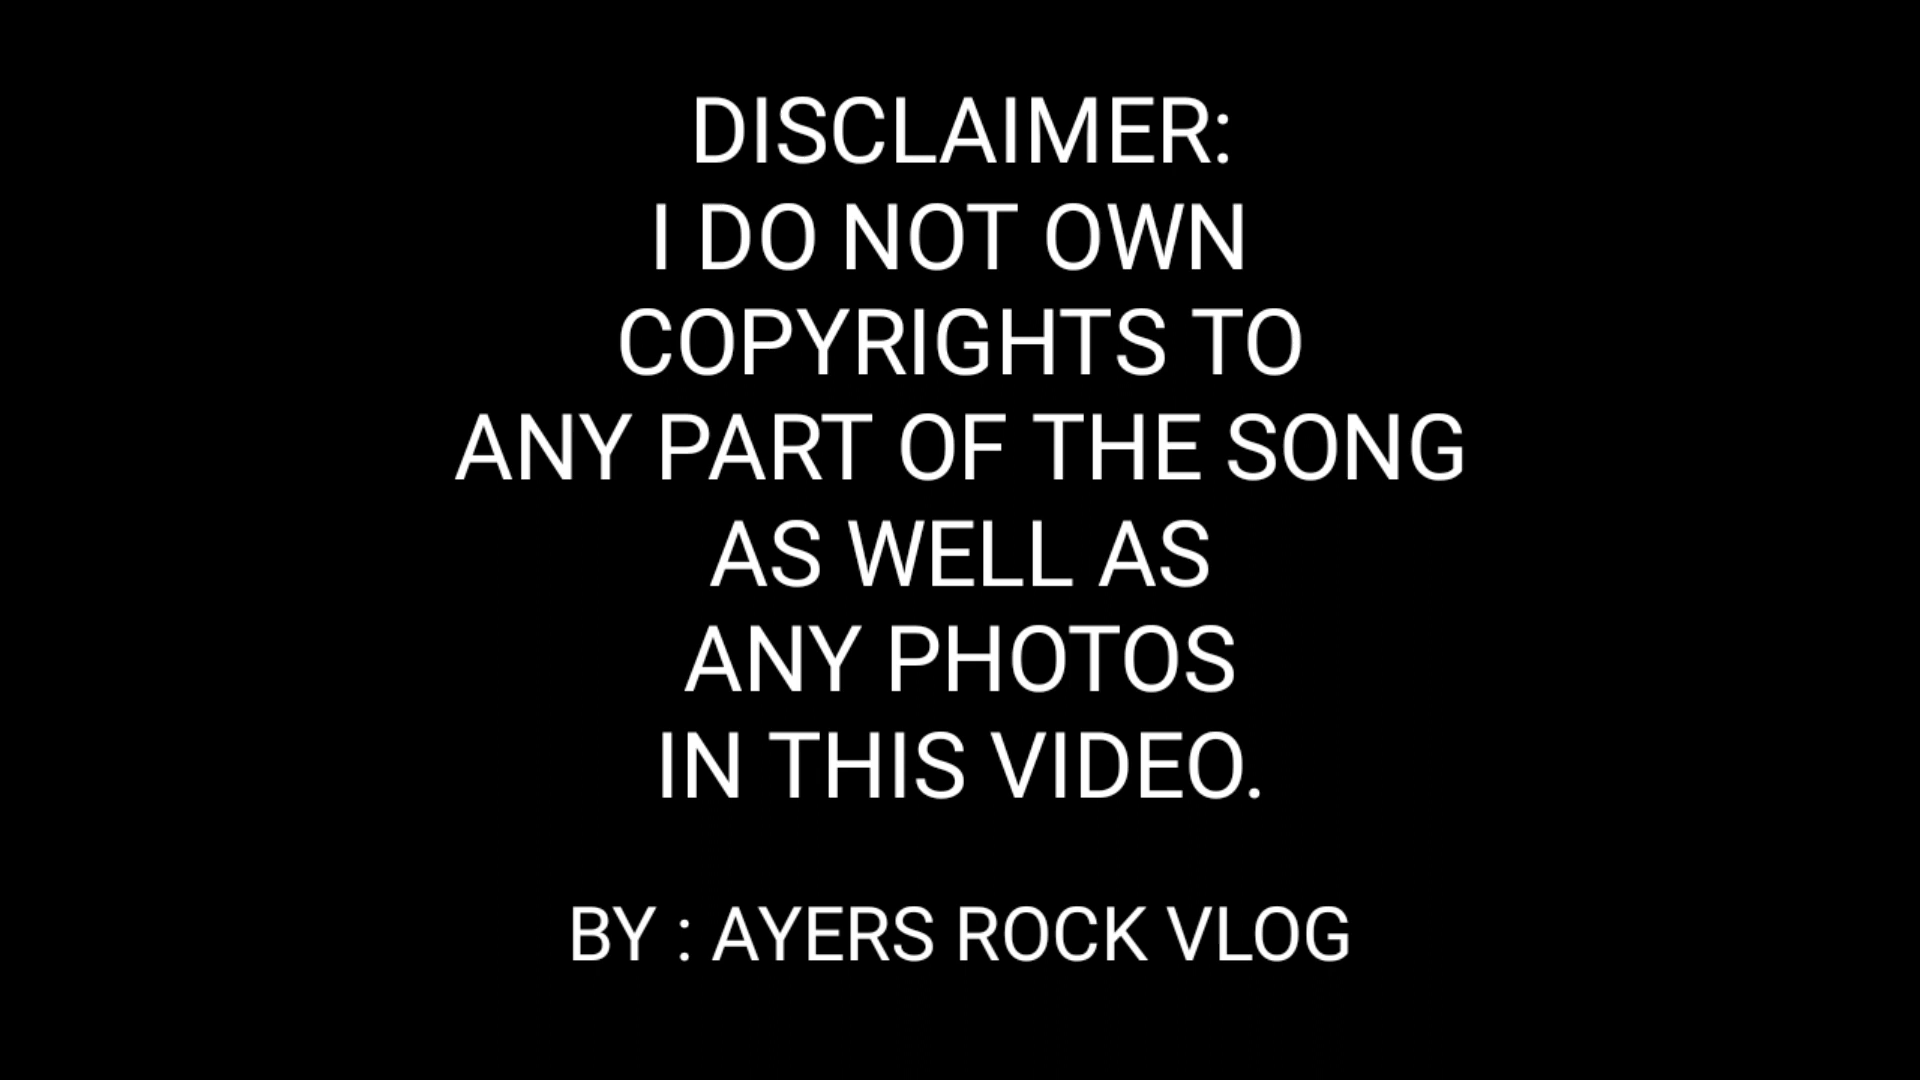 DISCLAIMER:
I DO NOT OWN
COPYRIGHTS TO
ANY PART OF THE SONG
AS WELL AS
ANY PHOTOS
IN THIS VIDEO.
BY : AYERS ROCK VLOG